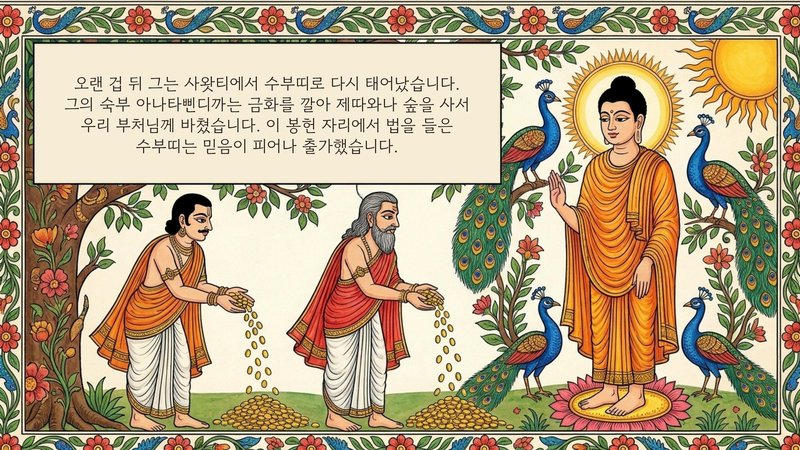 오랜 겁 뒤 그는 사왓티에서 수부띠로 다시 태어났습니다.
그의 숙부 아나타삔디까는 금화를 깔아 제따와나 숲을 사서
우리 부처님께 바쳤습니다. 이 봉헌 자리에서 법을 들은
수부띠는 믿음이 피어나 출가했습니다.